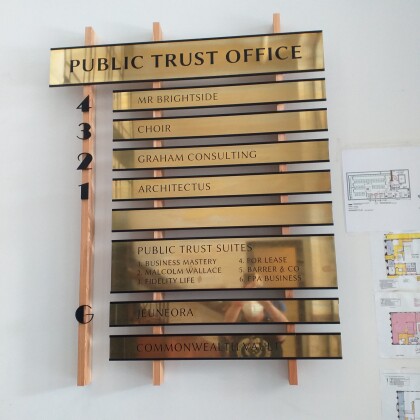 PUBLIC TRUST OFFICE
4 MR BRIGHTSIDE
3 CHOIR
2 GRAHAM CONSULTING
1 ARCHITECTUS
PUBLIC TRUST SUITES
1. BUSINESS MASTERY 4. FOR LEASE
2. MALCOLM WALLACE 5. BARRER & CO
3. FIDELITY LIFE 6. EPA BUSINESS
G JEUNEORA
COMMONWEALTH